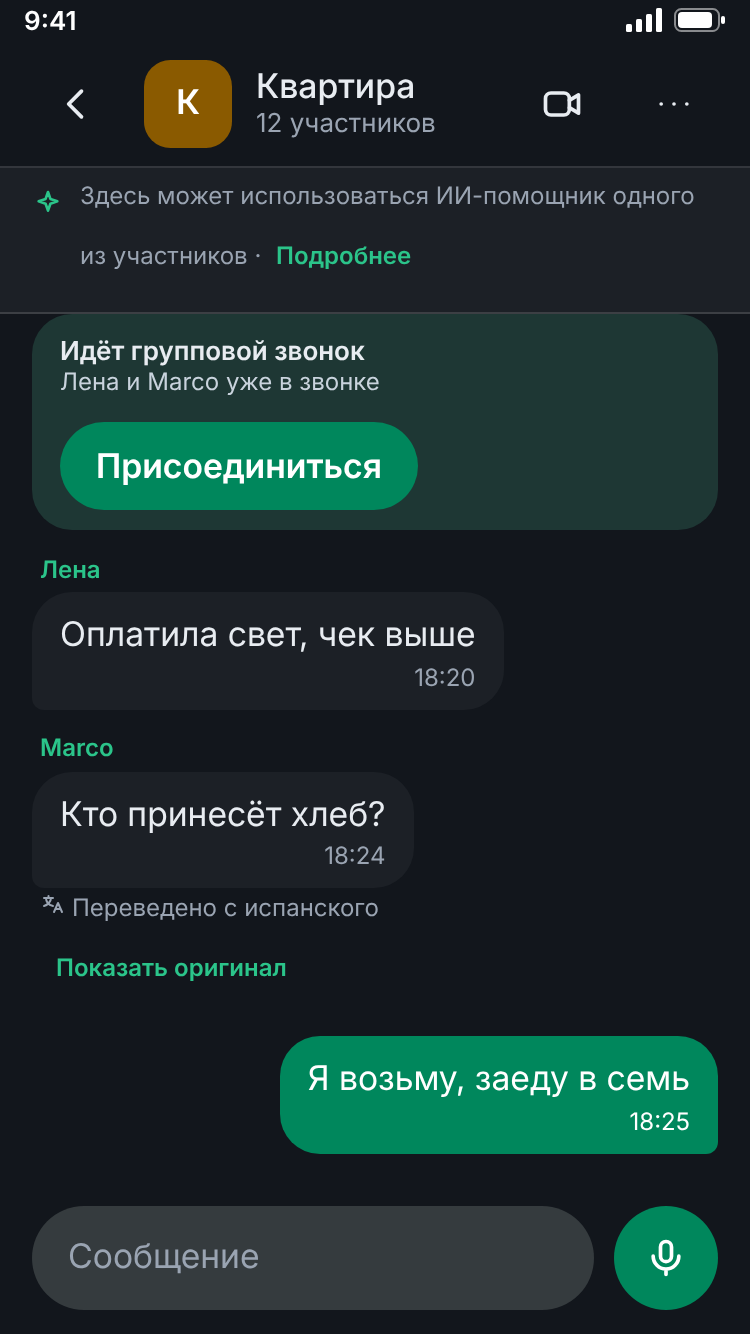 9:41
К
Квартира
12 участников
Здесь может использоваться ИИ-помощник одного
из участников · Подробнее
Идёт групповой звонок
Лена и Marco уже в звонке
Присоединиться
Лена
Оплатила свет, чек выше
18:20
Marco
Кто принесёт хлеб?
18:24
Переведено с испанского
Показать оригинал
Я возьму, заеду в семь
18:25
Сообщение